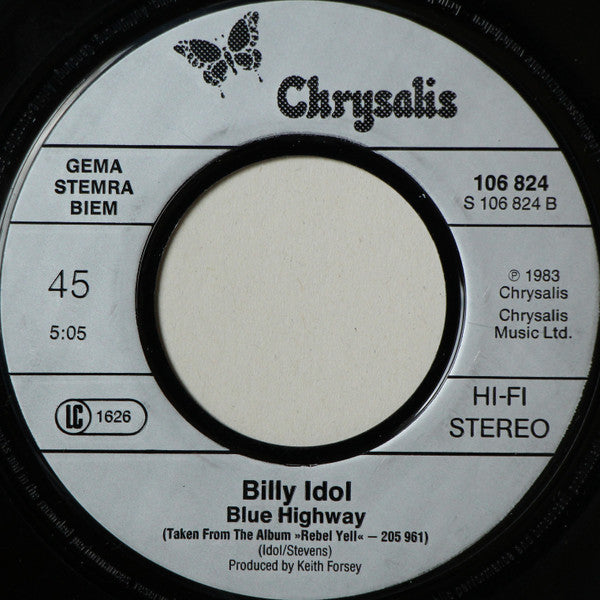 Chrysalis
GEMA
STEMRA
BIEM
106 824
S 106 824 B
45
5:05
℗ 1983
Chrysalis
Chrysalis
Music Ltd.
LC 1626
HI-FI
STEREO
Billy Idol
Blue Highway
(Taken From The Album »Rebel Yell« – 205 961)
(Idol/Stevens)
Produced by Keith Forsey